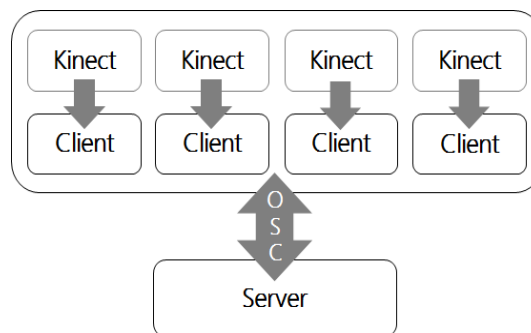 Kinect Kinect Kinect Kinect
Client Client Client Client
O
S
C
Server